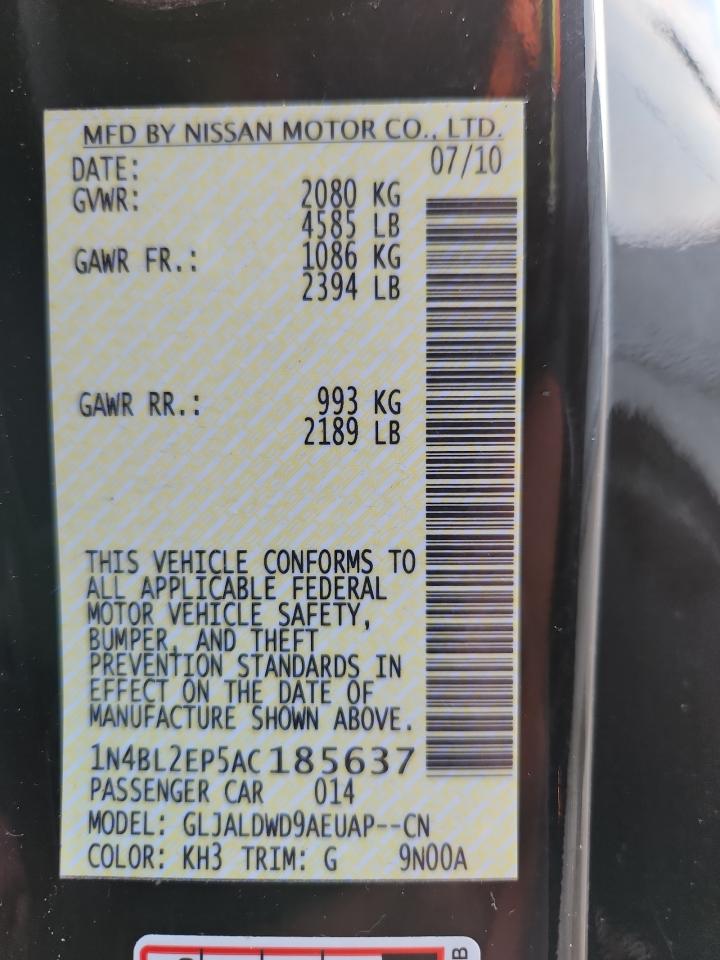 MFD BY NISSAN MOTOR CO., LTD.
DATE: 07/10
GVWR: 2080 KG
4585 LB
GAWR FR.: 1086 KG
2394 LB
GAWR RR.: 993 KG
2189 LB
THIS VEHICLE CONFORMS TO
ALL APPLICABLE FEDERAL
MOTOR VEHICLE SAFETY,
BUMPER, AND THEFT
PREVENTION STANDARDS IN
EFFECT ON THE DATE OF
MANUFACTURE SHOWN ABOVE.
1N4BL2EP5AC185637
PASSENGER CAR 014
MODEL: GLJALDWD9AEUAP--CN
COLOR: KH3 TRIM: G 9N00A
B